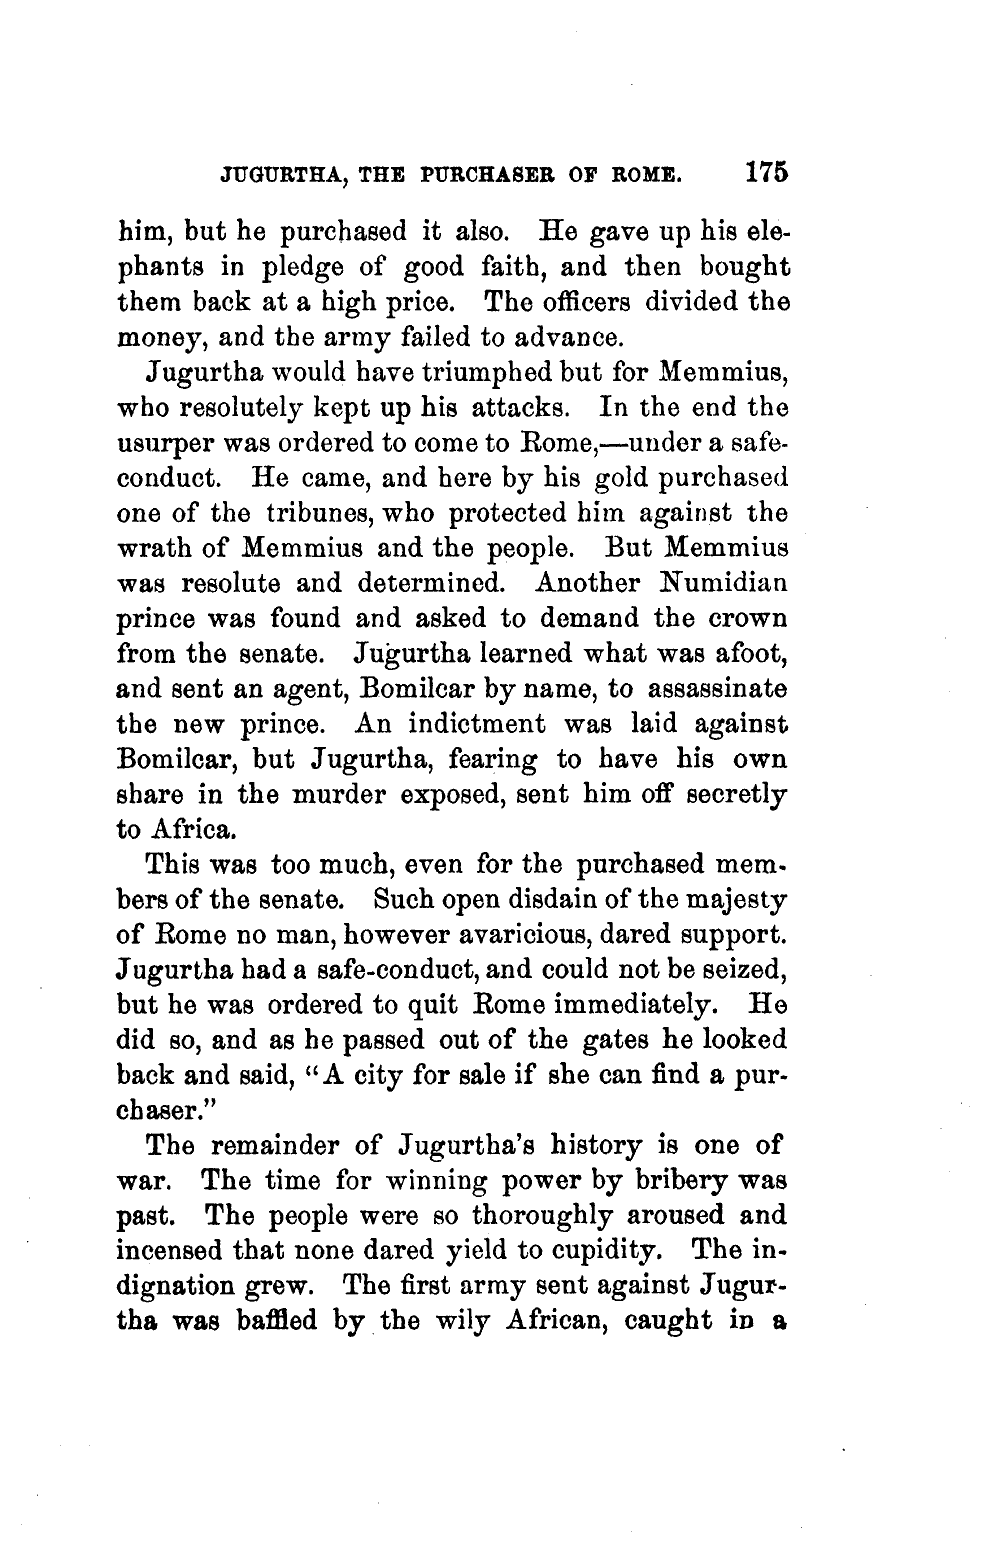 JUGURTHA, THE PURCHASER OF ROME. 175
him, but he purchased it also. He gave up his ele-
phants in pledge of good faith, and then bought
them back at a high price. The officers divided the
money, and the army failed to advance.
Jugurtha would have triumphed but for Memmius,
who resolutely kept up his attacks. In the end the
usurper was ordered to come to Rome,—under a safe-
conduct. He came, and here by his gold purchased
one of the tribunes, who protected him against the
wrath of Memmius and the people. But Memmius
was resolute and determined. Another Numidian
prince was found and asked to demand the crown
from the senate. Jugurtha learned what was afoot,
and sent an agent, Bomilcar by name, to assassinate
the new prince. An indictment was laid against
Bomilcar, but Jugurtha, fearing to have his own
share in the murder exposed, sent him off secretly
to Africa.
This was too much, even for the purchased mem-
bers of the senate. Such open disdain of the majesty
of Rome no man, however avaricious, dared support.
Jugurtha had a safe-conduct, and could not be seized,
but he was ordered to quit Rome immediately. He
did so, and as he passed out of the gates he looked
back and said, “A city for sale if she can find a pur-
chaser.”
The remainder of Jugurtha’s history is one of
war. The time for winning power by bribery was
past. The people were so thoroughly aroused and
incensed that none dared yield to cupidity. The in-
dignation grew. The first army sent against Jugur-
tha was baffled by the wily African, caught in a